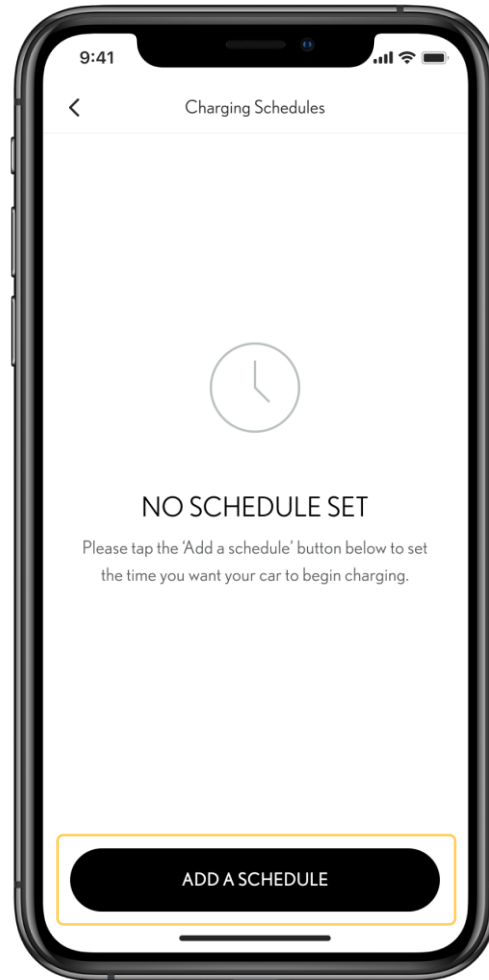 9:41
Charging Schedules
NO SCHEDULE SET
Please tap the 'Add a schedule' button below to set
the time you want your car to begin charging.
ADD A SCHEDULE